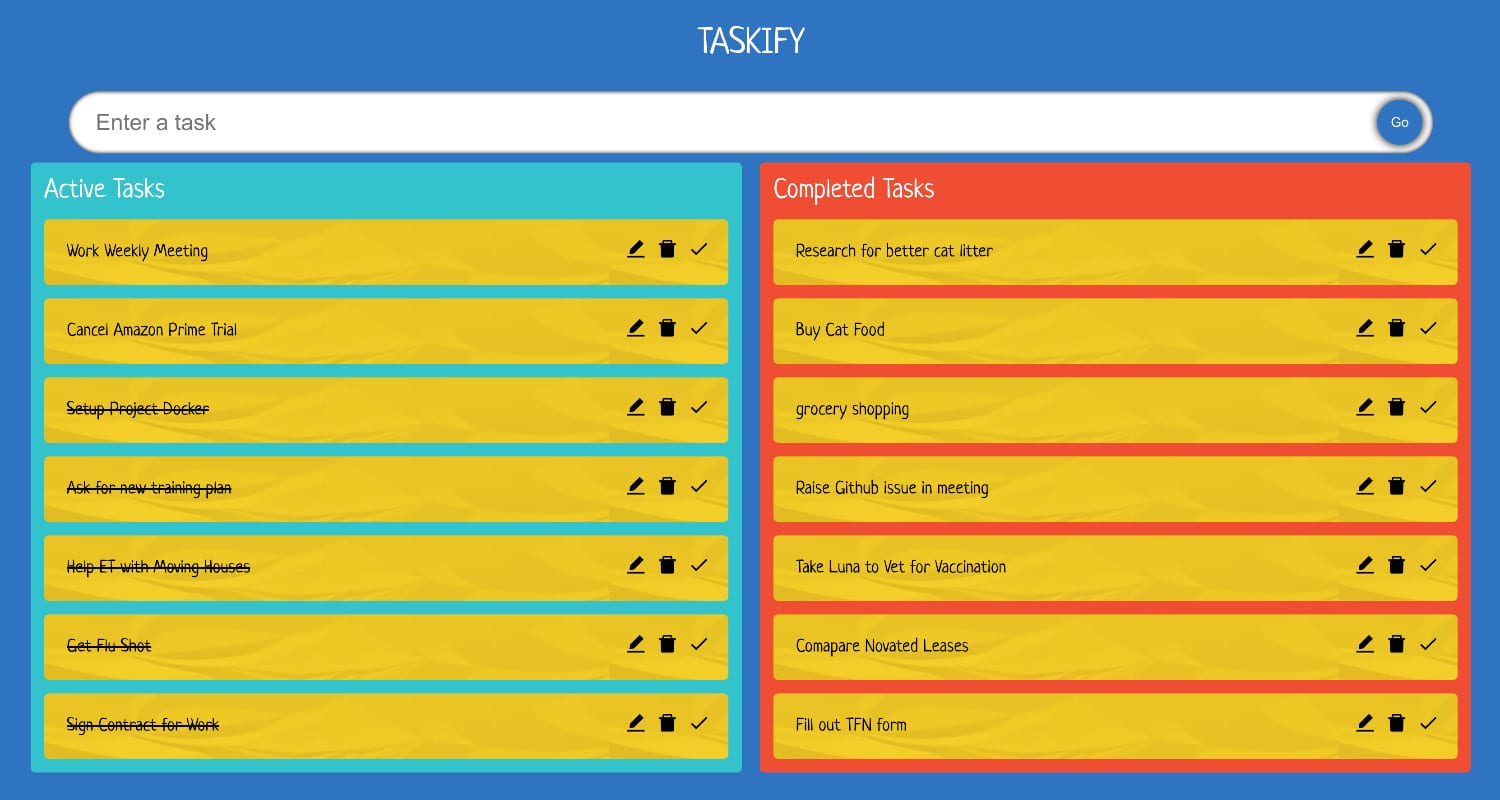 TASKIFY
Enter a task
Go
Active Tasks
Work Weekly Meeting
Cancel Amazon Prime Trial
Setup Project Docker
Ask for new training plan
Help ET with Moving Houses
Get Flu Shot
Sign Contract for Work
Completed Tasks
Research for better cat litter
Buy Cat Food
grocery shopping
Raise Github issue in meeting
Take Luna to Vet for Vaccination
Comapare Novated Leases
Fill out TFN form